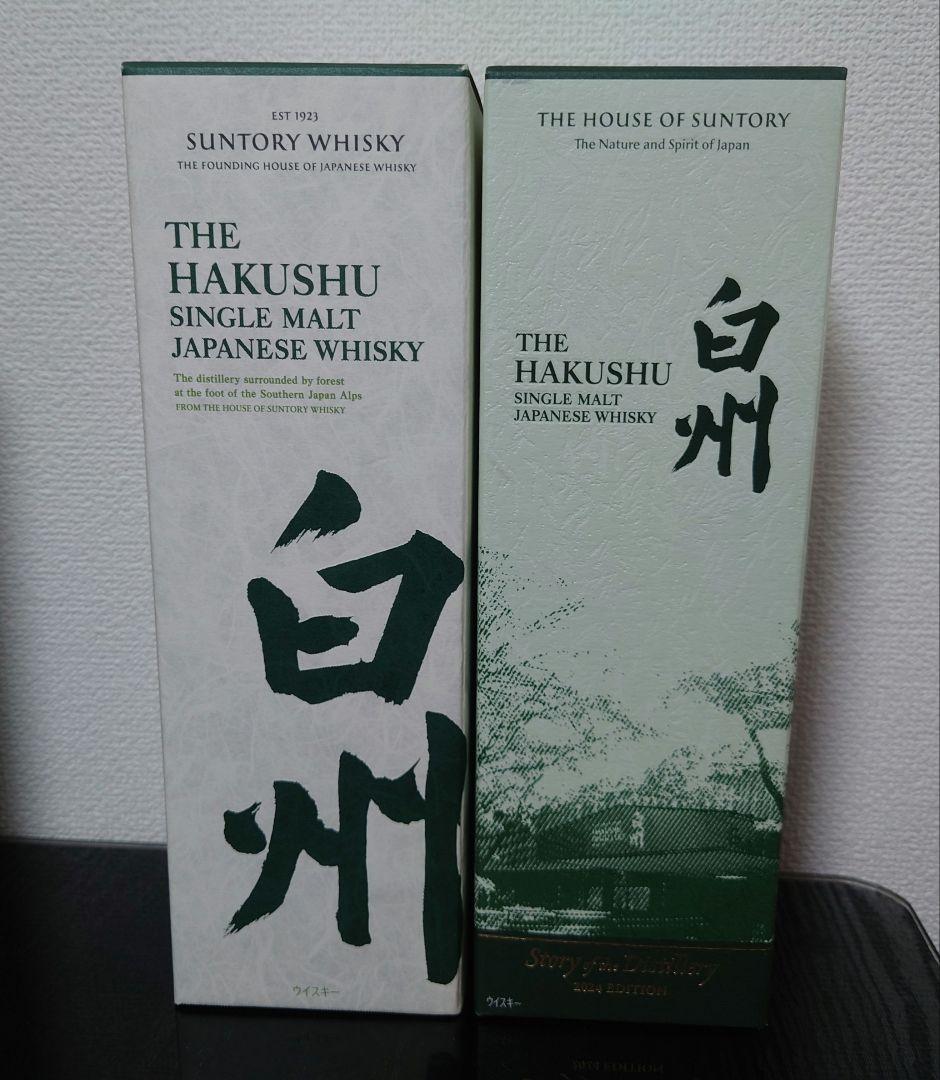 EST 1923
SUNTORY WHISKY
THE FOUNDING HOUSE OF JAPANESE WHISKY
THE
HAKUSHU
SINGLE MALT
JAPANESE WHISKY
The distillery surrounded by forest
at the foot of the Southern Japan Alps
FROM THE HOUSE OF SUNTORY WHISKY
白州
ウイスキー
THE HOUSE OF SUNTORY
The Nature and Spirit of Japan
白州
THE
HAKUSHU
SINGLE MALT
JAPANESE WHISKY
Story of the Distillery
2024 EDITION
ウイスキー